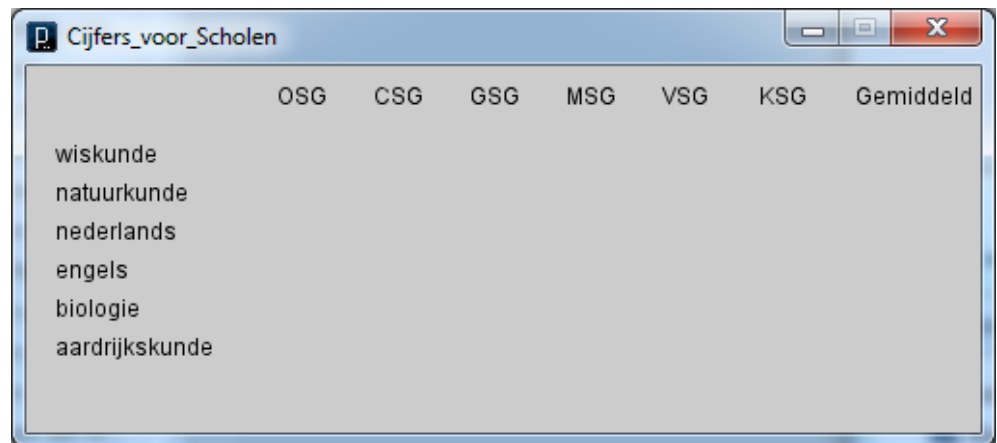 Cijfers_voor_Scholen
OSG CSG GSG MSG VSG KSG Gemiddeld
wiskunde
natuurkunde
nederlands
engels
biologie
aardrijkskunde